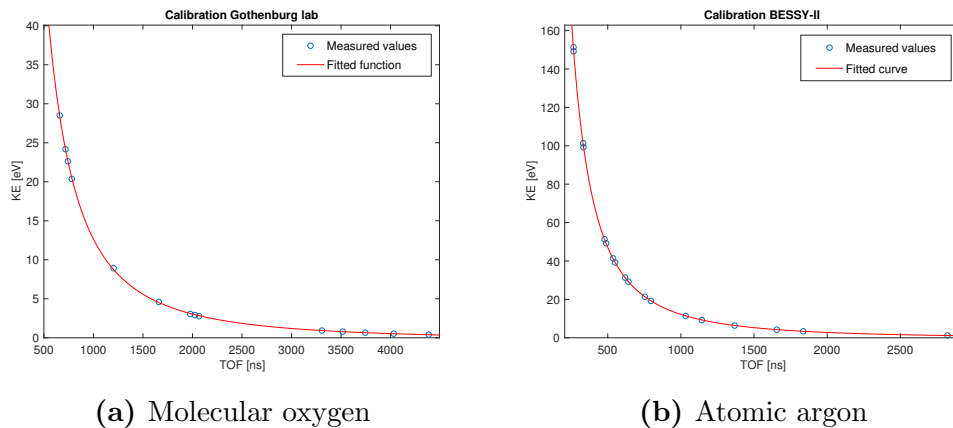 Calibration Gothenburg lab
40
35
30
25
20
15
10
5
0
KE [eV]
Measured values
Fitted function
500 1000 1500 2000 2500 3000 3500 4000
TOF [ns]
(a) Molecular oxygen
Calibration BESSY-II
160
140
120
100
80
60
40
20
0
KE [eV]
Measured values
Fitted curve
500 1000 1500 2000 2500
TOF [ns]
(b) Atomic argon